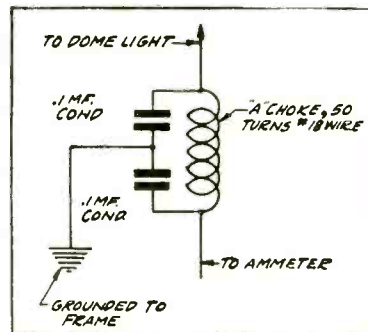 TO DOME LIGHT
.1 MF.
COND
"A" CHOKE, 50
TURNS #18 WIRE
.1 MF.
COND
TO AMMETER
GROUNDED TO
FRAME